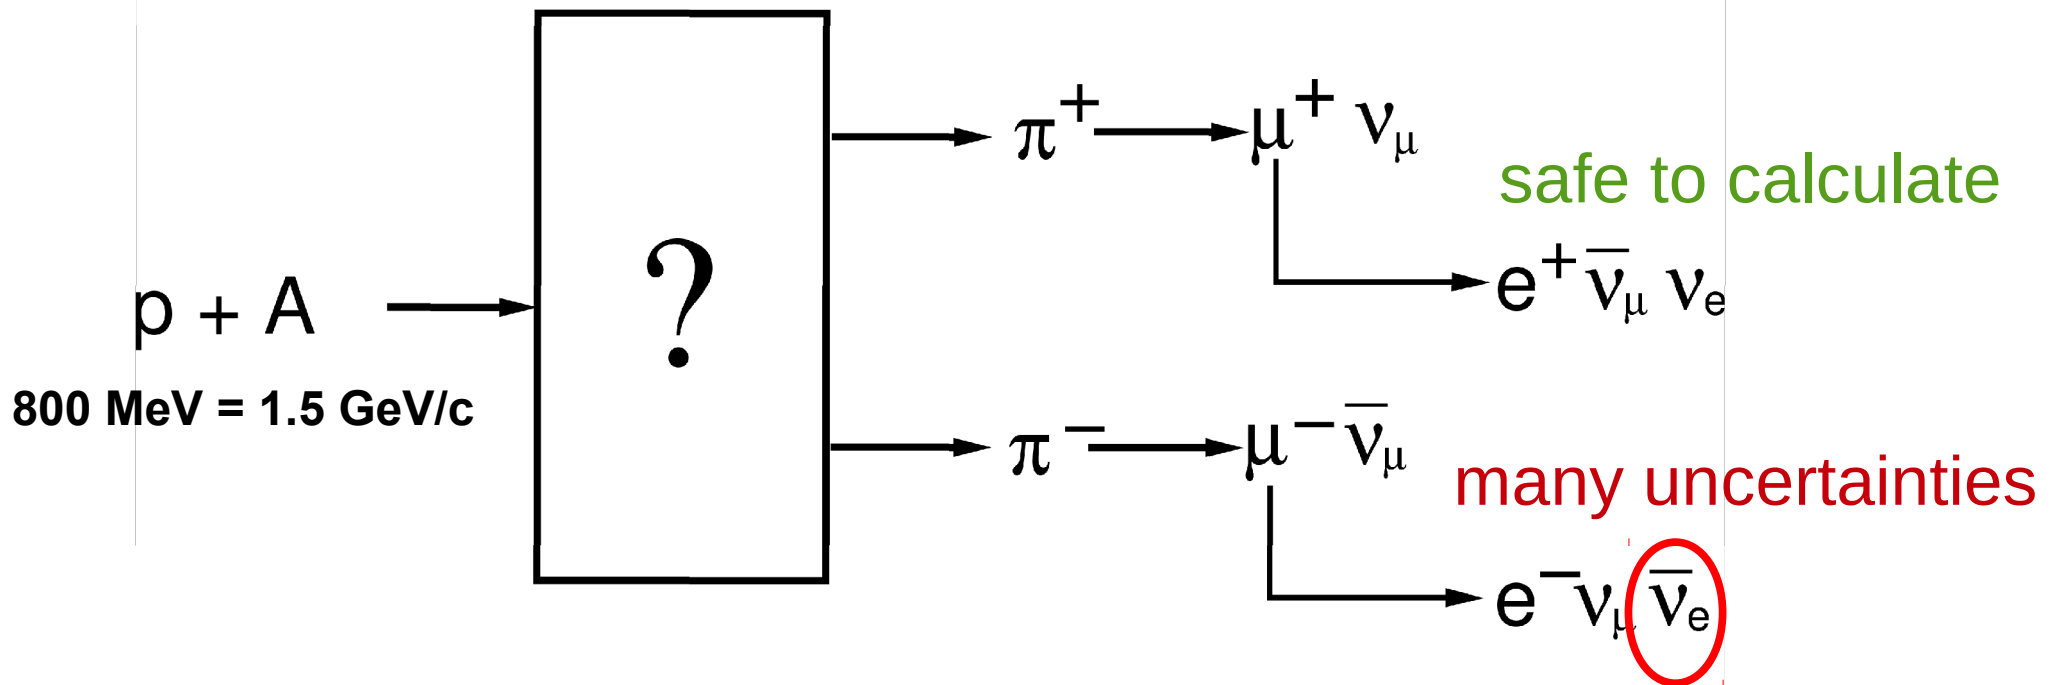 π⁺ μ⁺ ν_μ
safe to calculate
e⁺ ν̅_μ ν_e
p + A
?
800 MeV = 1.5 GeV/c
π⁻ μ⁻ ν̅_μ
many uncertainties
e⁻ ν_μ ν̅_e